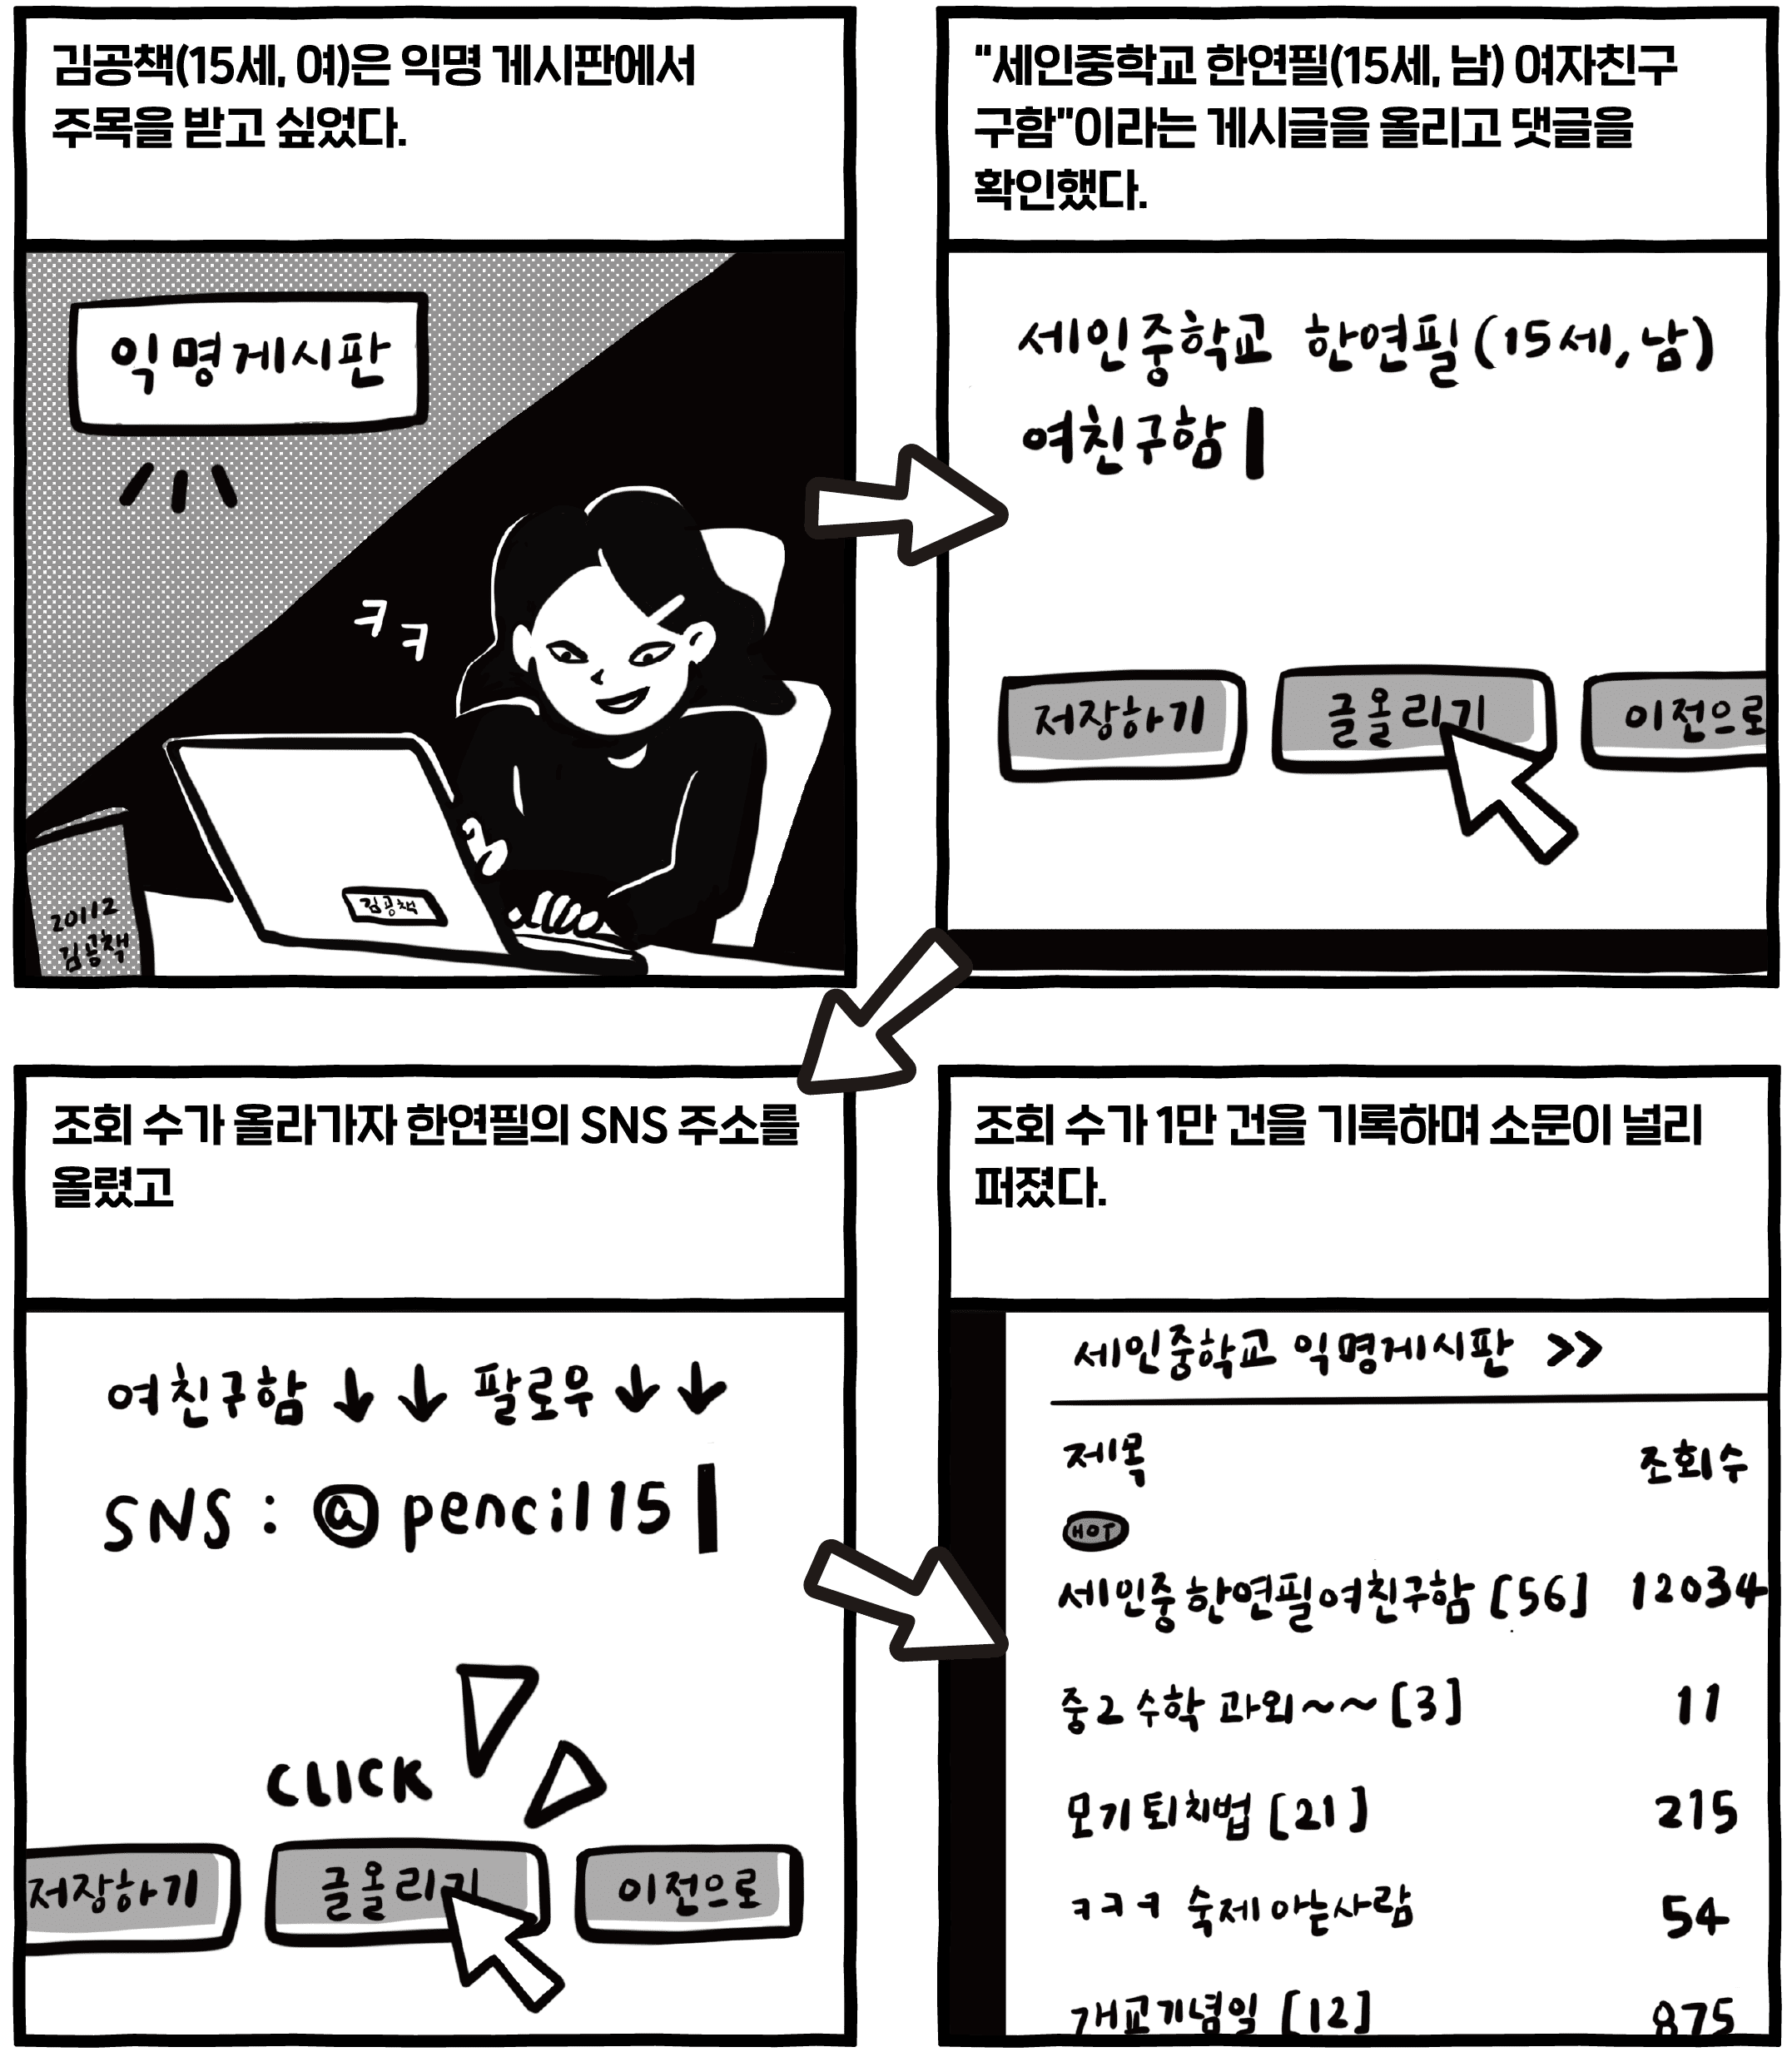 김공책(15세, 여)은 익명 게시판에서
주목을 받고 싶었다.
익명게시판
ㅋㅋ
김공책
20112
김공책
“세인중학교 한연필(15세, 남) 여자친구
구함”이라는 게시글을 올리고 댓글을
확인했다.
세인중학교 한연필(15세, 남)
여친구함
저장하기 글올리기 이전으로
조회 수가 올라가자 한연필의 SNS 주소를
올렸고
여친구함 ↓↓ 팔로우 ↓↓
SNS : @pencil15
CLICK
저장하기 글올리기 이전으로
조회 수가 1만 건을 기록하며 소문이 널리
퍼졌다.
세인중학교 익명게시판 >>
제목 조회수
HOT
세인중 한연필 여친구함 [56] 12034
중2 수학 과외~~ [3] 11
모기 퇴치법 [21] 215
ㅋㅋㅋ 숙제 아는사람 54
개교기념일 [12] 875